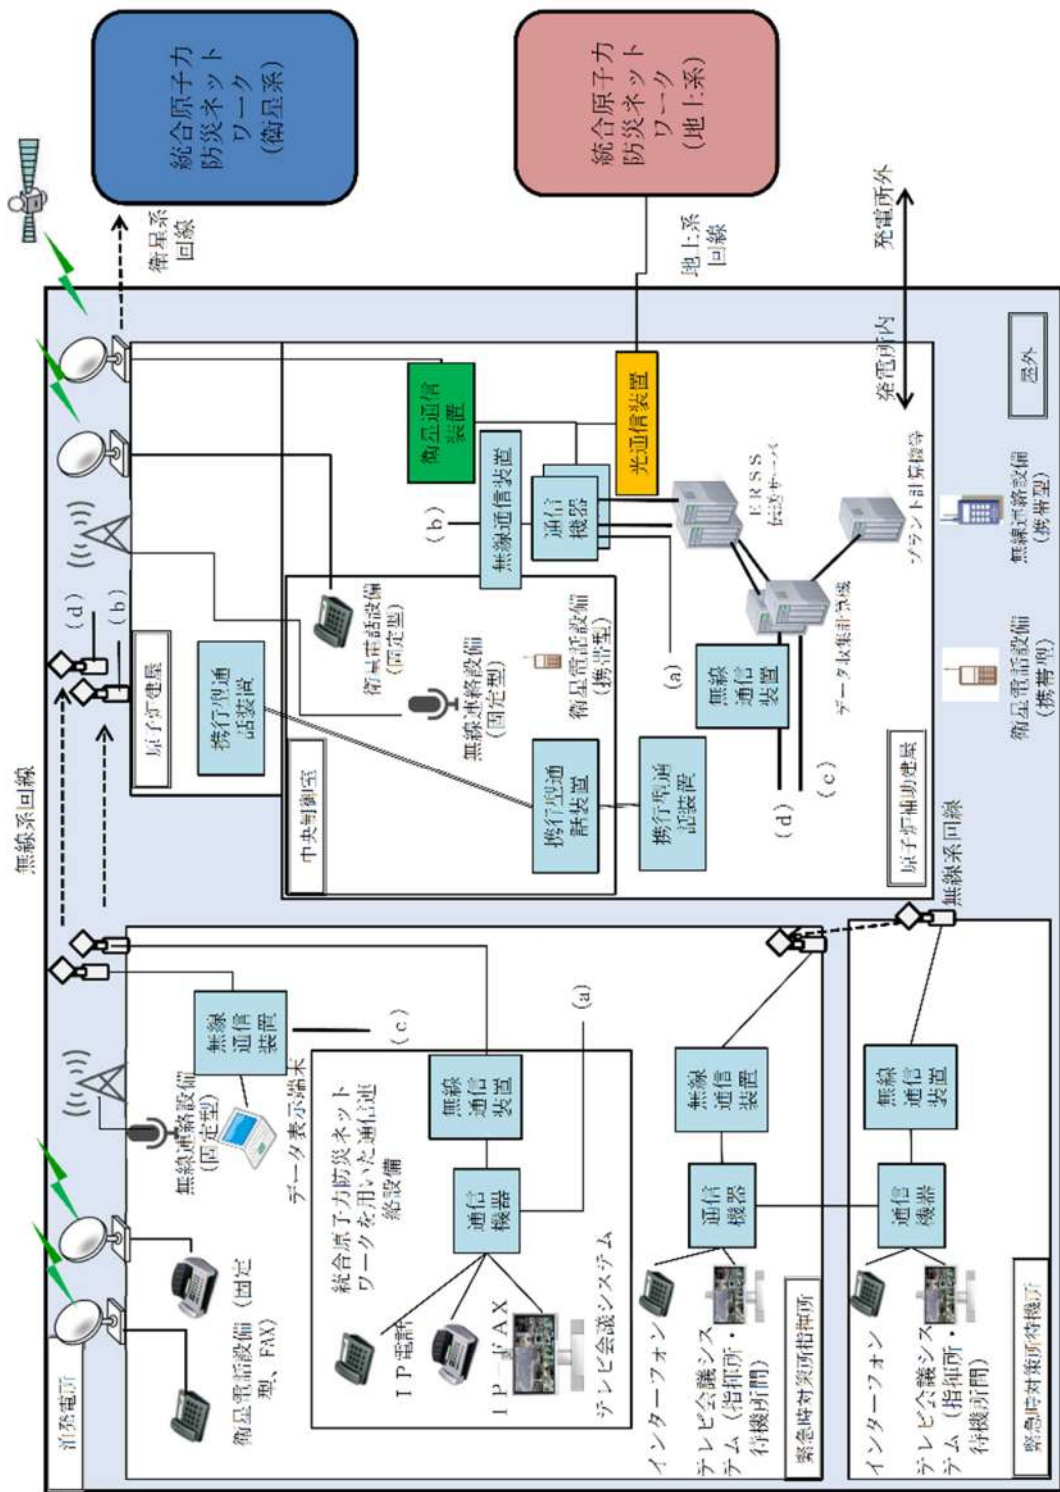 泊発電所
無線系回線
衛星電話設備（固定
型、FAX）
無線連絡設備
（固定型）
データ表示端末
無線
通信
装置
(c)
統合原子力防災ネット
ワークを用いた通信連
絡設備
ＩＰ電話
ＩＰ－ＦＡＸ
テレビ会議システム
通信
機器
無線
通信
装置
(a)
インターフォン
テレビ会議シス
テム（指揮所・
待機所間）
通信
機器
無線
通信
装置
緊急時対策所指揮所
インターフォン
テレビ会議シス
テム（指揮所・
待機所間）
通信
機器
無線
通信
装置
緊急時対策所待機所
無線系回線
(d)
(b)
原子炉建屋
携行型通
話装置
中央制御室
衛星電話設備
（固定型）
無線連絡設備
（固定型）
衛星電話設備
（携帯型）
携行型通
話装置
携行型通
話装置
衛星通信
装置
無線通信装置
(b)
通信
機器
光通信装置
(a)
ＥＲＳＳ
伝送サーバ
無線
通信
装置
データ収集計算機
プラント計算機等
(d)
(c)
原子炉補助建屋
衛星電話設備
（携帯型）
無線連絡設備
（携帯型）
屋外
発電所内
発電所外
衛星系
回線
統合原子力
防災ネット
ワーク
（衛星系）
地上系
回線
統合原子力
防災ネット
ワーク
（地上系）